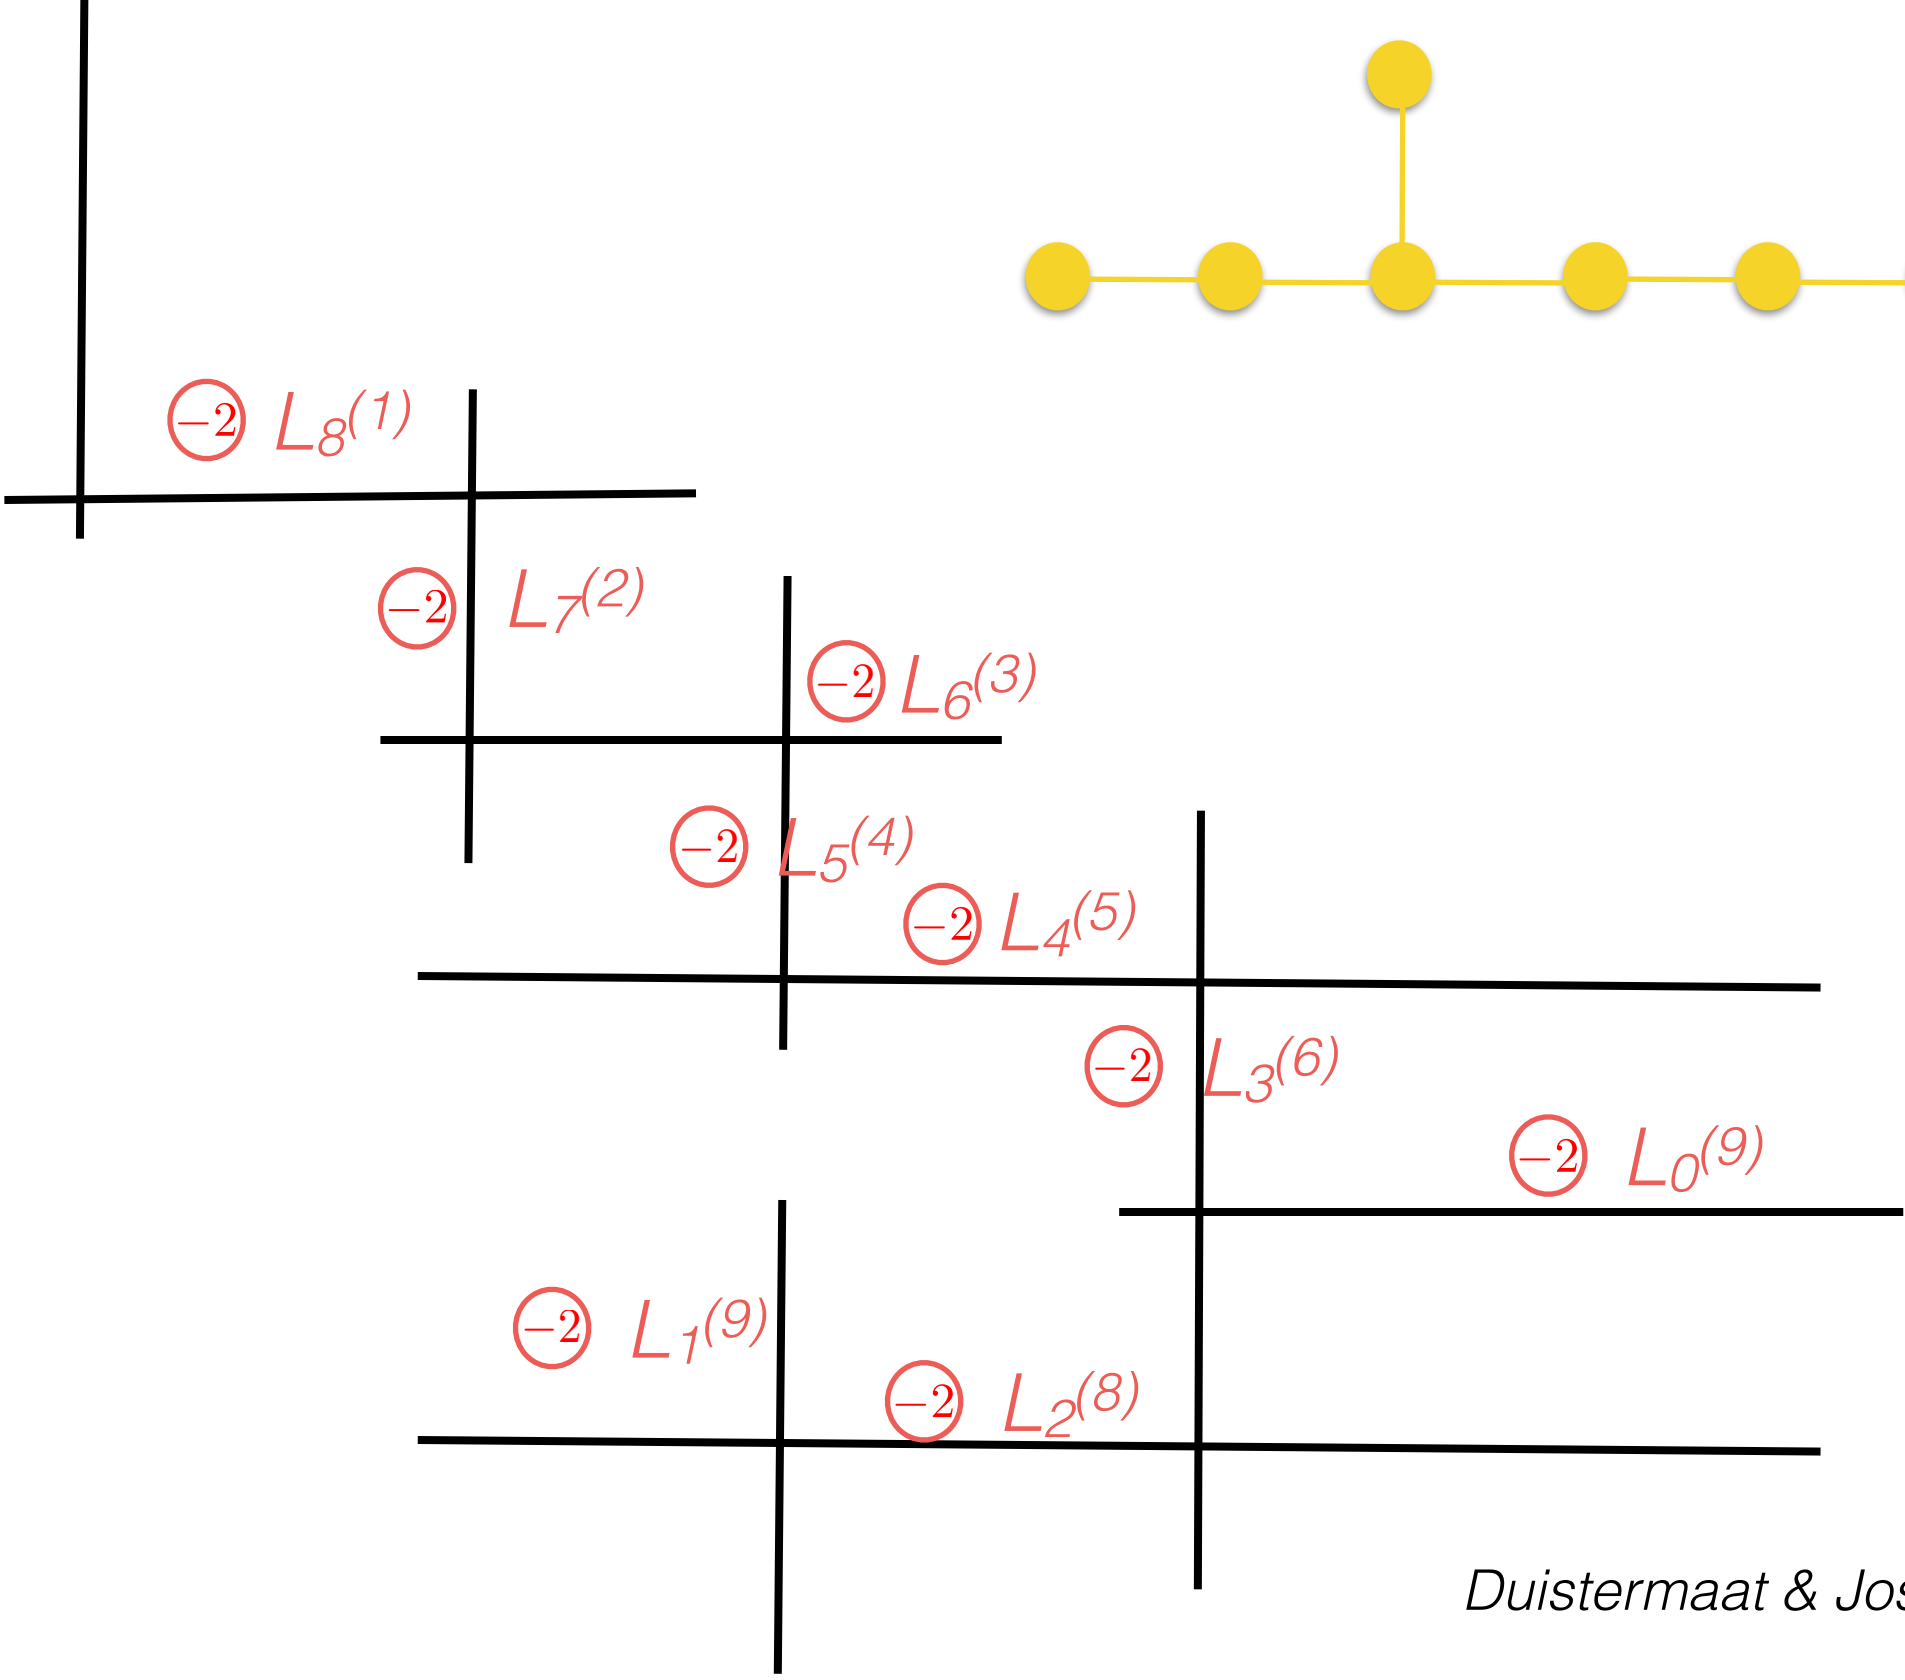 −2 L8(1)
−2 L7(2)
−2 L6(3)
−2 L5(4)
−2 L4(5)
−2 L3(6)
−2 L0(9)
−2 L1(9)
−2 L2(8)
Duistermaat & Jos